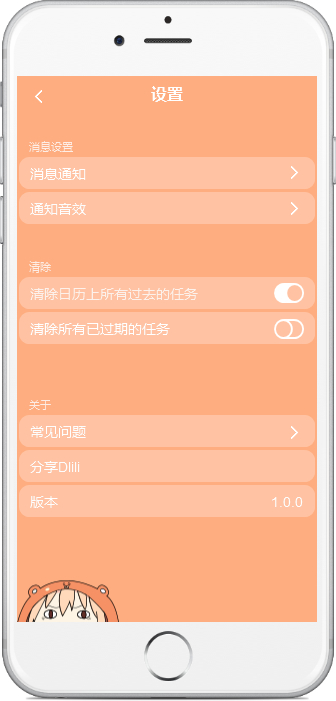 设置
消息设置
消息通知
通知音效
清除
清除日历上所有过去的任务
清除所有已过期的任务
关于
常见问题
分享Dlili
版本 1.0.0